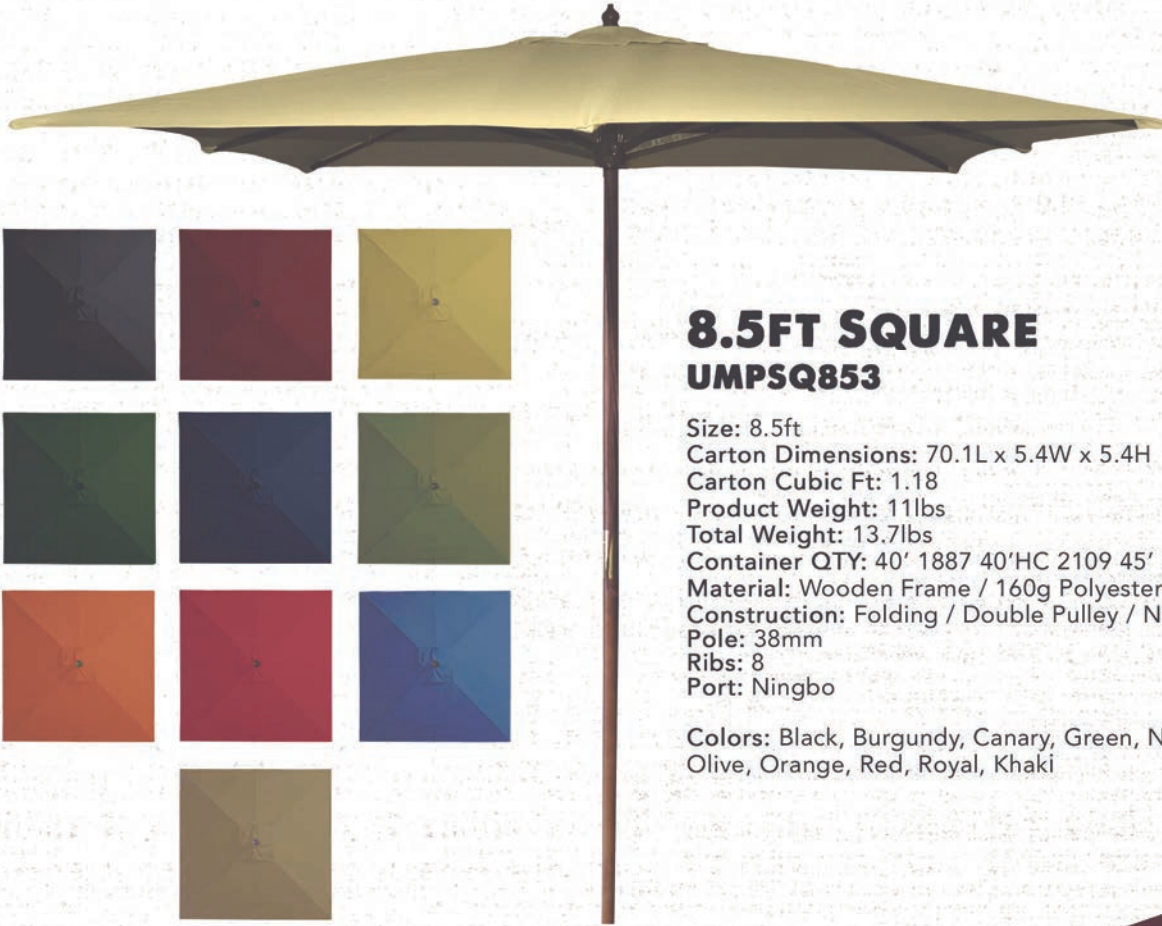 8.5FT SQUARE
UMPSQ853
Size: 8.5ft
Carton Dimensions: 70.1L x 5.4W x 5.4H
Carton Cubic Ft: 1.18
Product Weight: 11lbs
Total Weight: 13.7lbs
Container QTY: 40' 1887 40'HC 2109 45'
Material: Wooden Frame / 160g Polyester
Construction: Folding / Double Pulley / N
Pole: 38mm
Ribs: 8
Port: Ningbo
Colors: Black, Burgundy, Canary, Green, N
Olive, Orange, Red, Royal, Khaki